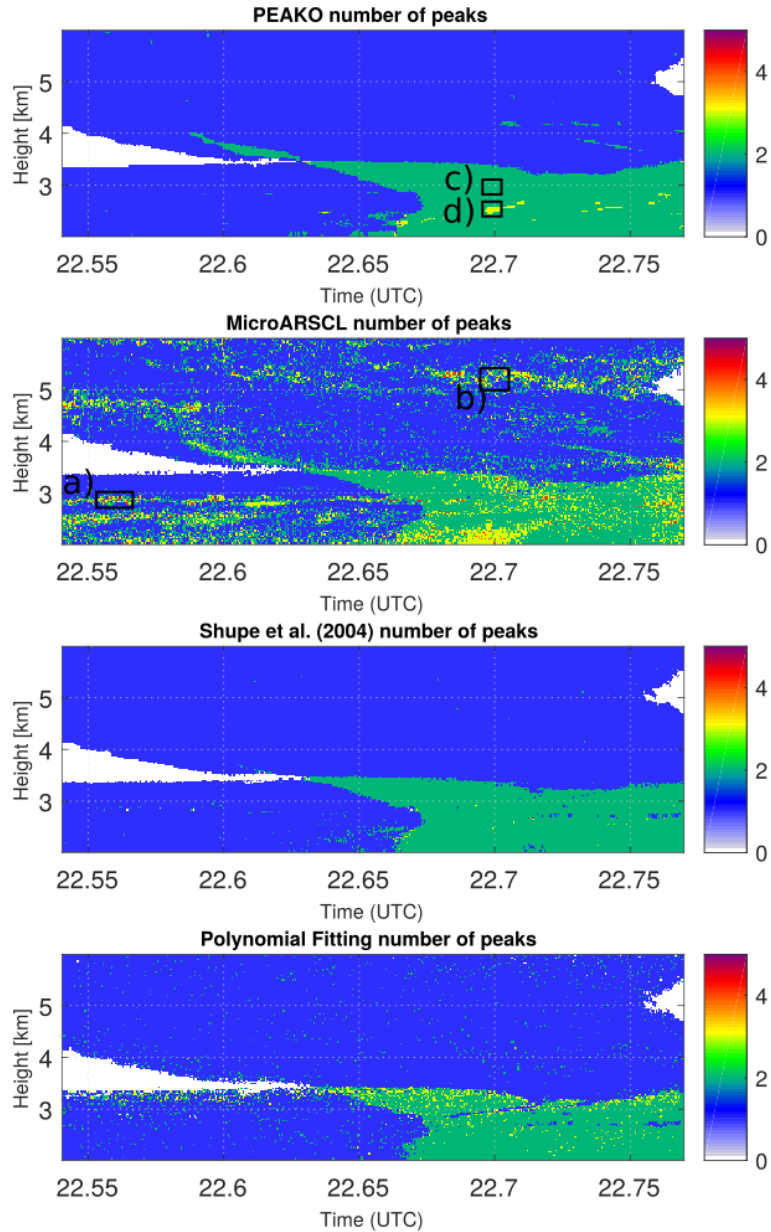 PEAKO number of peaks
Height [km]
5
4
3
c)
d)
4
2
0
22.55 22.6 22.65 22.7 22.75
Time (UTC)
MicroARSCL number of peaks
Height [km]
5
4
3
b)
a)
4
2
0
22.55 22.6 22.65 22.7 22.75
Time (UTC)
Shupe et al. (2004) number of peaks
Height [km]
5
4
3
4
2
0
22.55 22.6 22.65 22.7 22.75
Time (UTC)
Polynomial Fitting number of peaks
Height [km]
5
4
3
4
2
0
22.55 22.6 22.65 22.7 22.75
Time (UTC)